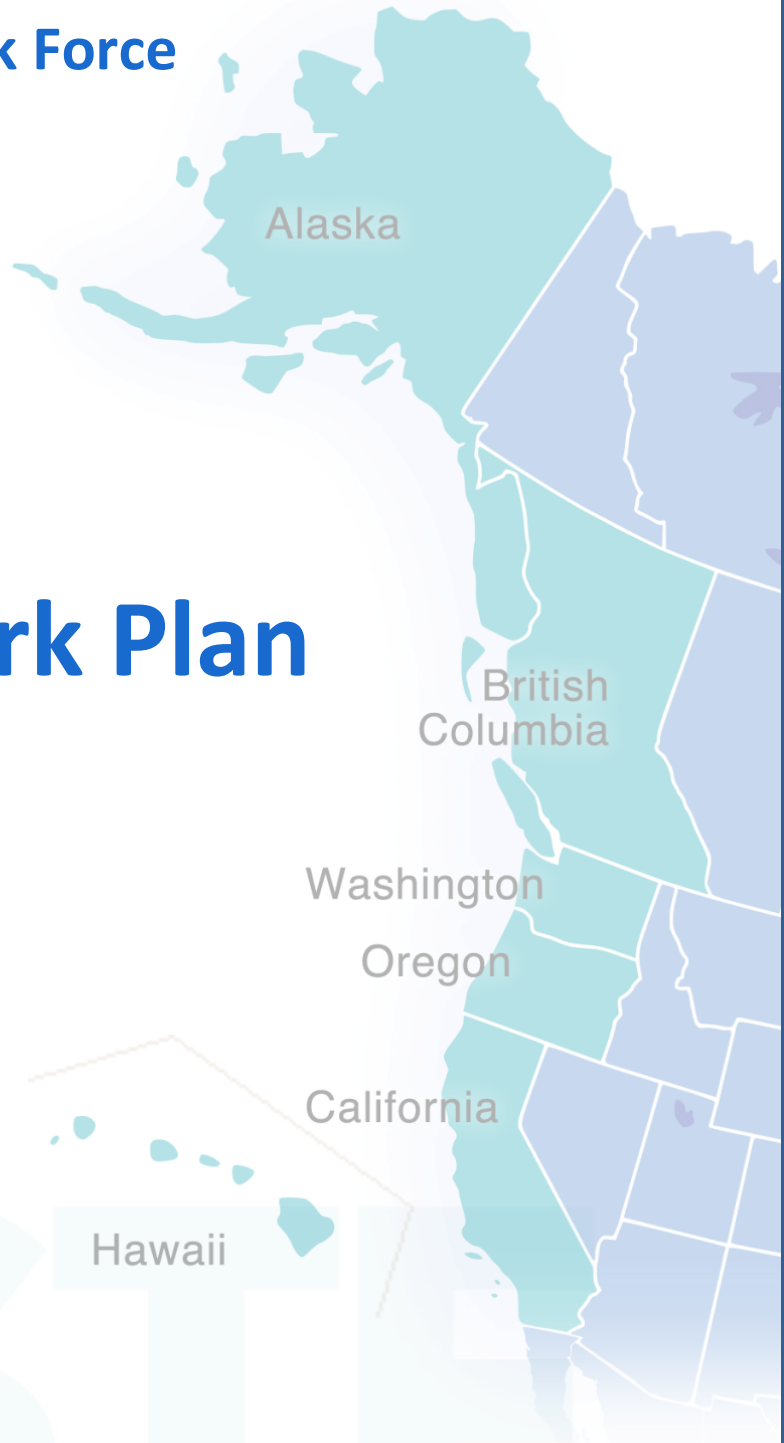 k Force
Alaska
rk Plan
British
Columbia
Washington
Oregon
California
Hawaii